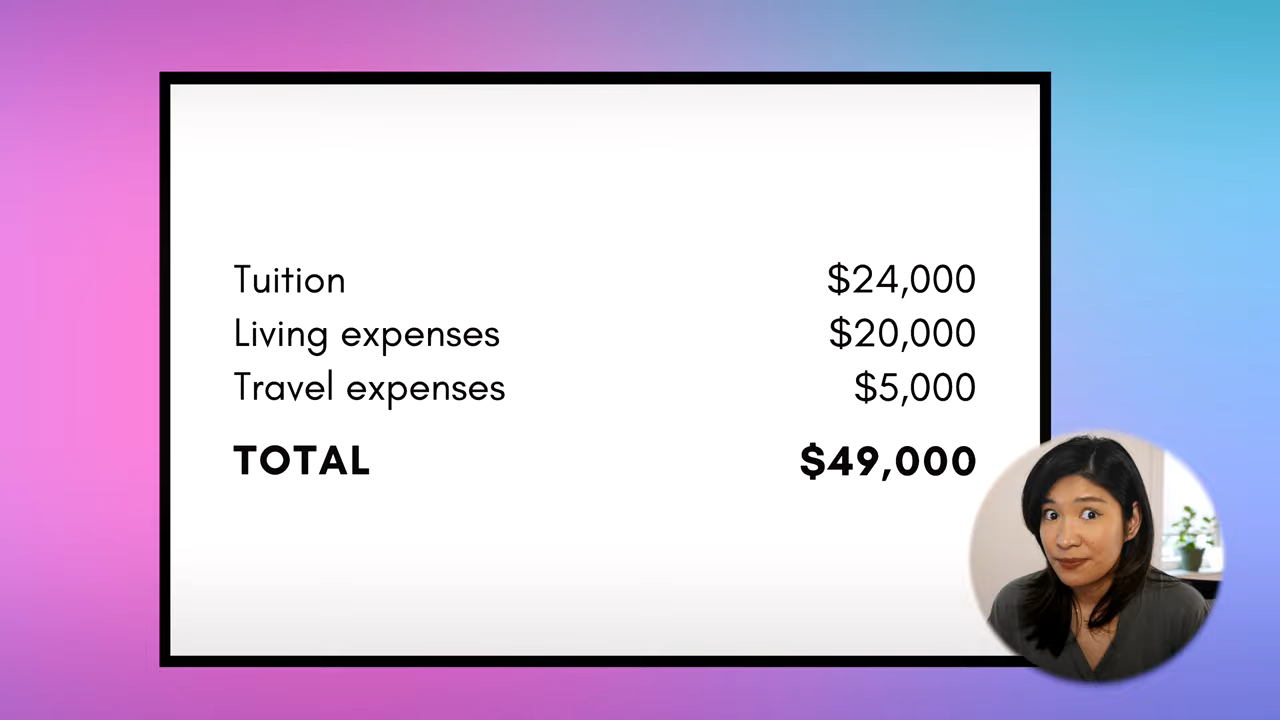 Tuition $24,000
Living expenses $20,000
Travel expenses $5,000
TOTAL $49,000